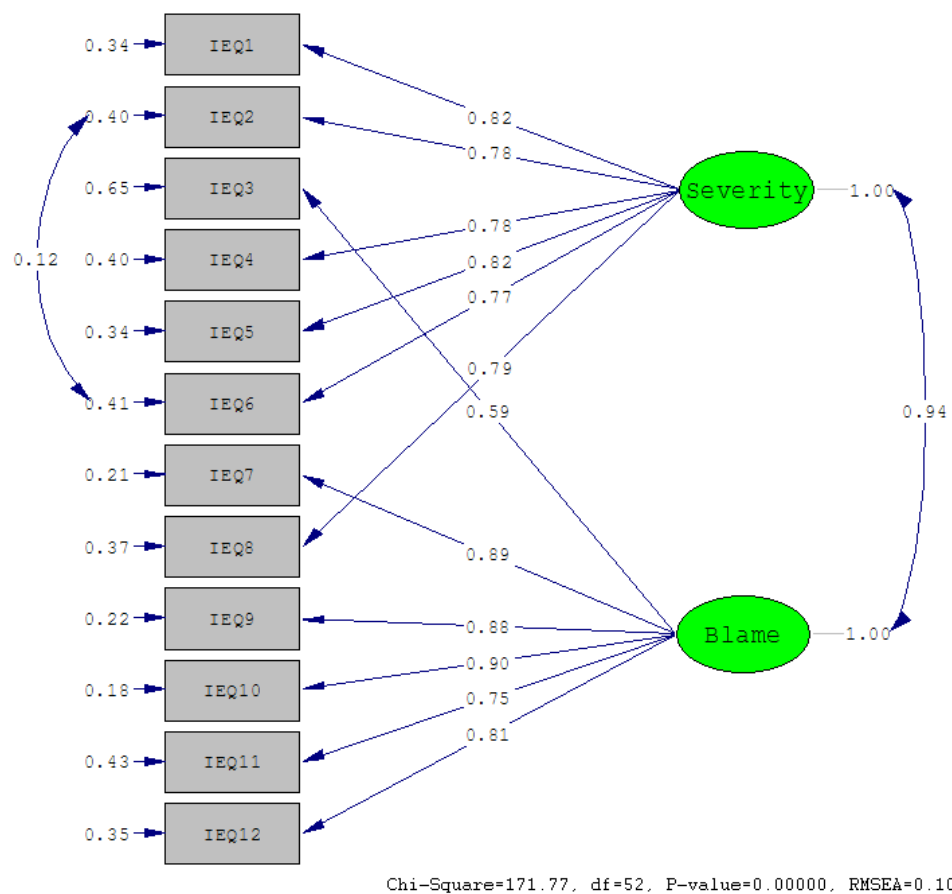 0.34 IEQ1
0.82
0.40 IEQ2
0.78
0.65 IEQ3
Severity 1.00
0.78
0.12 0.40 IEQ4
0.82
0.77
0.34 IEQ5
0.79
0.41 IEQ6
0.59 0.94
0.21 IEQ7
0.37 IEQ8
0.89
0.22 IEQ9
0.88
Blame 1.00
0.90
0.18 IEQ10
0.75
0.81
0.43 IEQ11
0.35 IEQ12
Chi-Square=171.77, df=52, P-value=0.00000, RMSEA=0.10